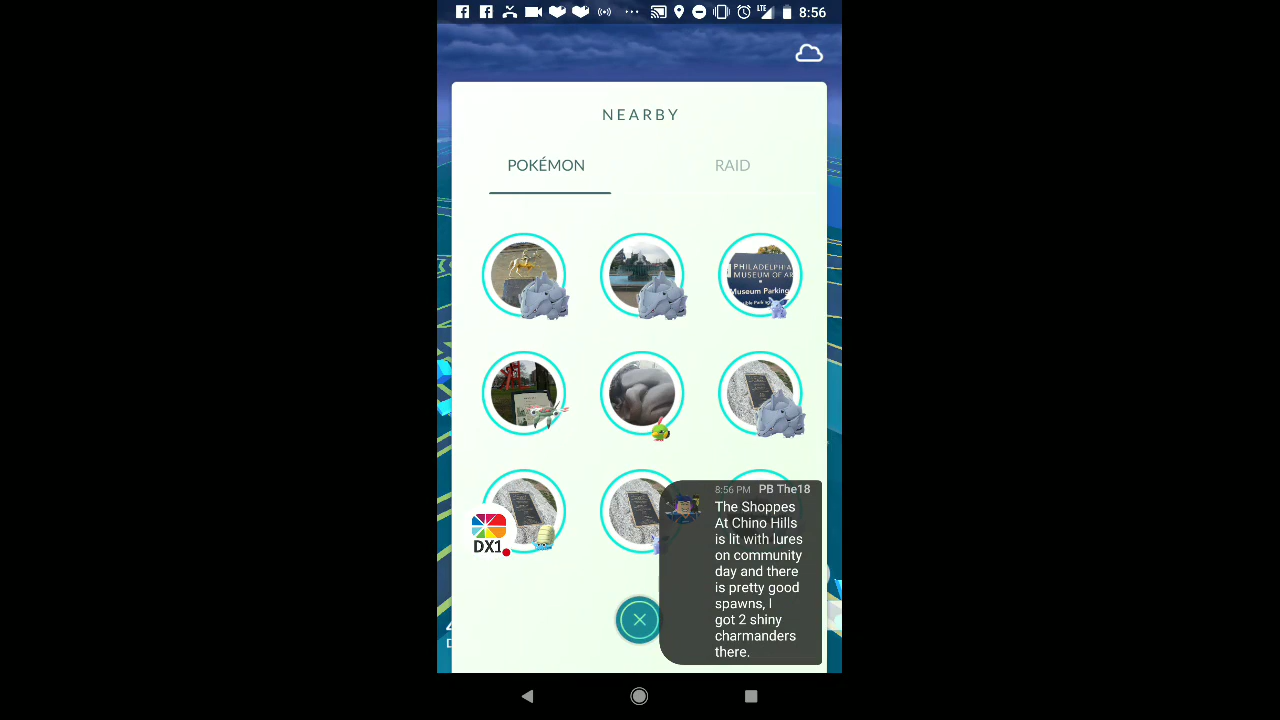 LTE 8:56
NEARBY
POKÉMON
RAID
PHILADELPHIA
MUSEUM OF AR
Museum Parking
8:56 PM PB The18
The Shoppes
At Chino Hills
is lit with lures
on community
day and there
is pretty good
spawns, I
got 2 shiny
charmanders
there.
DX1